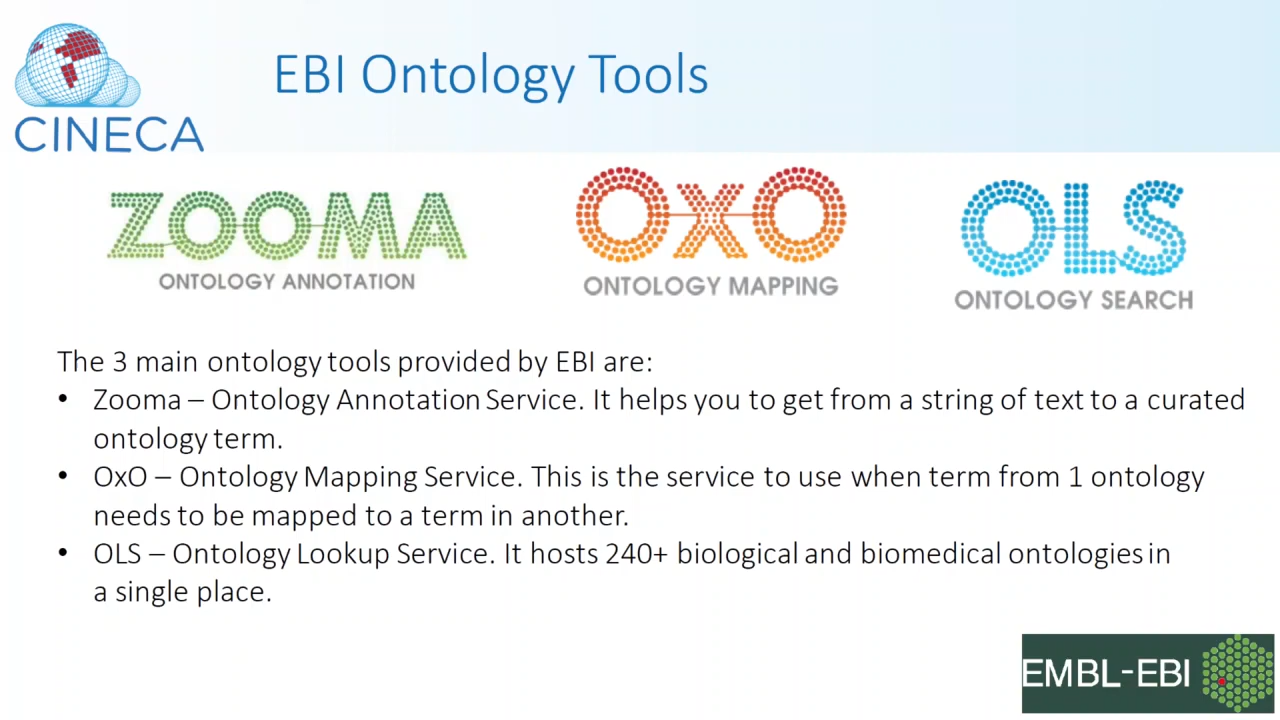 EBI Ontology Tools
CINECA
ZOOMA
ONTOLOGY ANNOTATION
OxO
ONTOLOGY MAPPING
OLS
ONTOLOGY SEARCH
The 3 main ontology tools provided by EBI are:
• Zooma – Ontology Annotation Service. It helps you to get from a string of text to a curated
ontology term.
• OxO – Ontology Mapping Service. This is the service to use when term from 1 ontology
needs to be mapped to a term in another.
• OLS – Ontology Lookup Service. It hosts 240+ biological and biomedical ontologies in
a single place.
EMBL-EBI